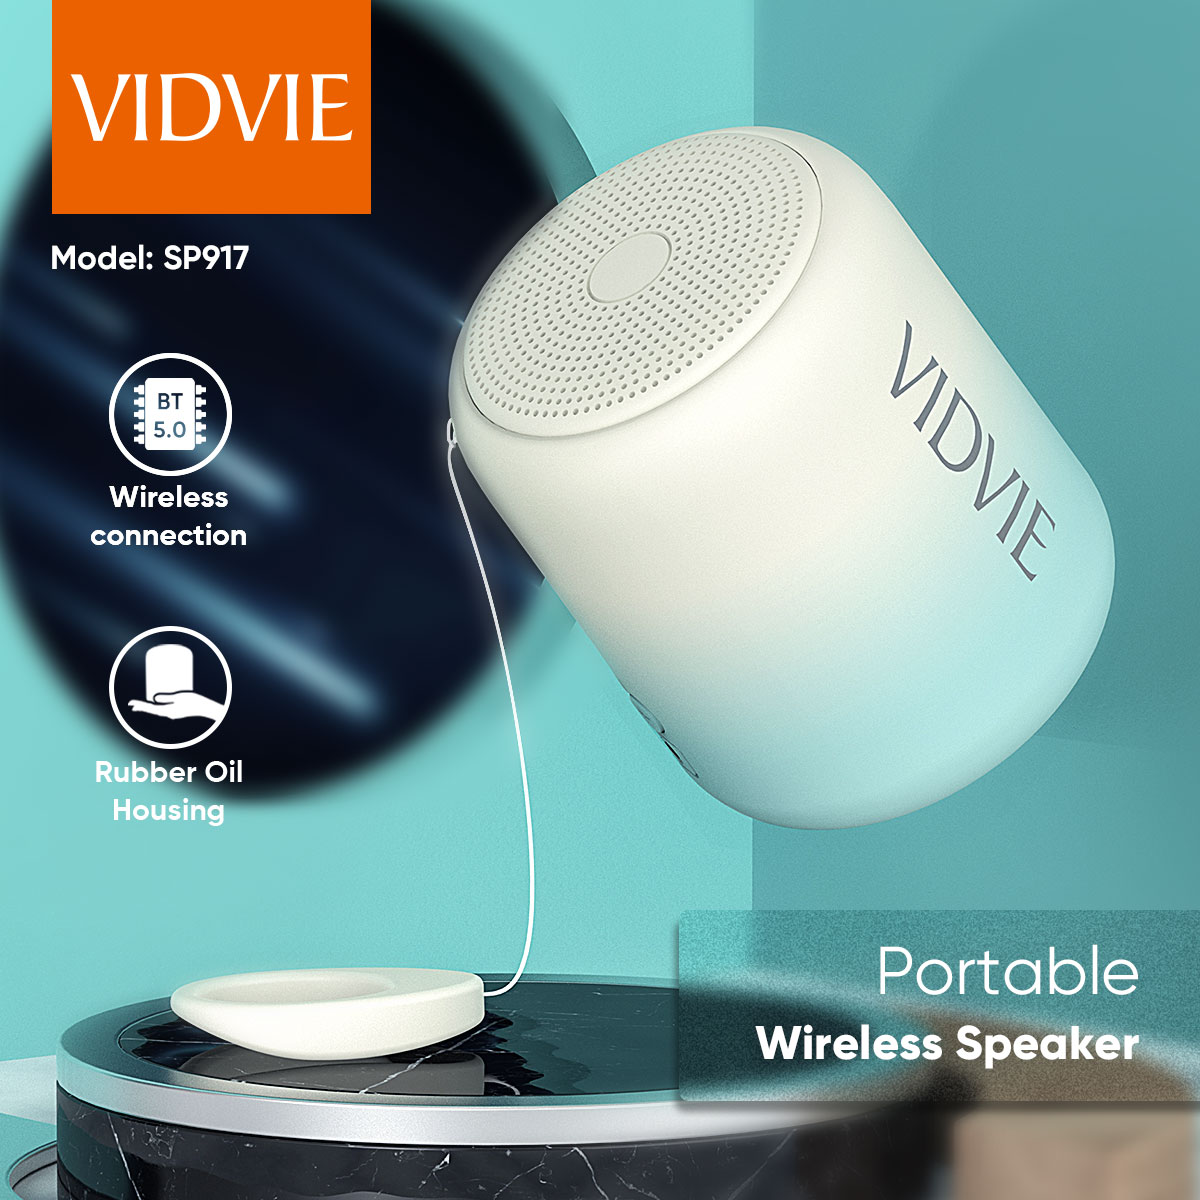 VIDVIE
Model: SP917
BT
5.0
Wireless
connection
Rubber Oil
Housing
VIDVIE
Portable
Wireless Speaker